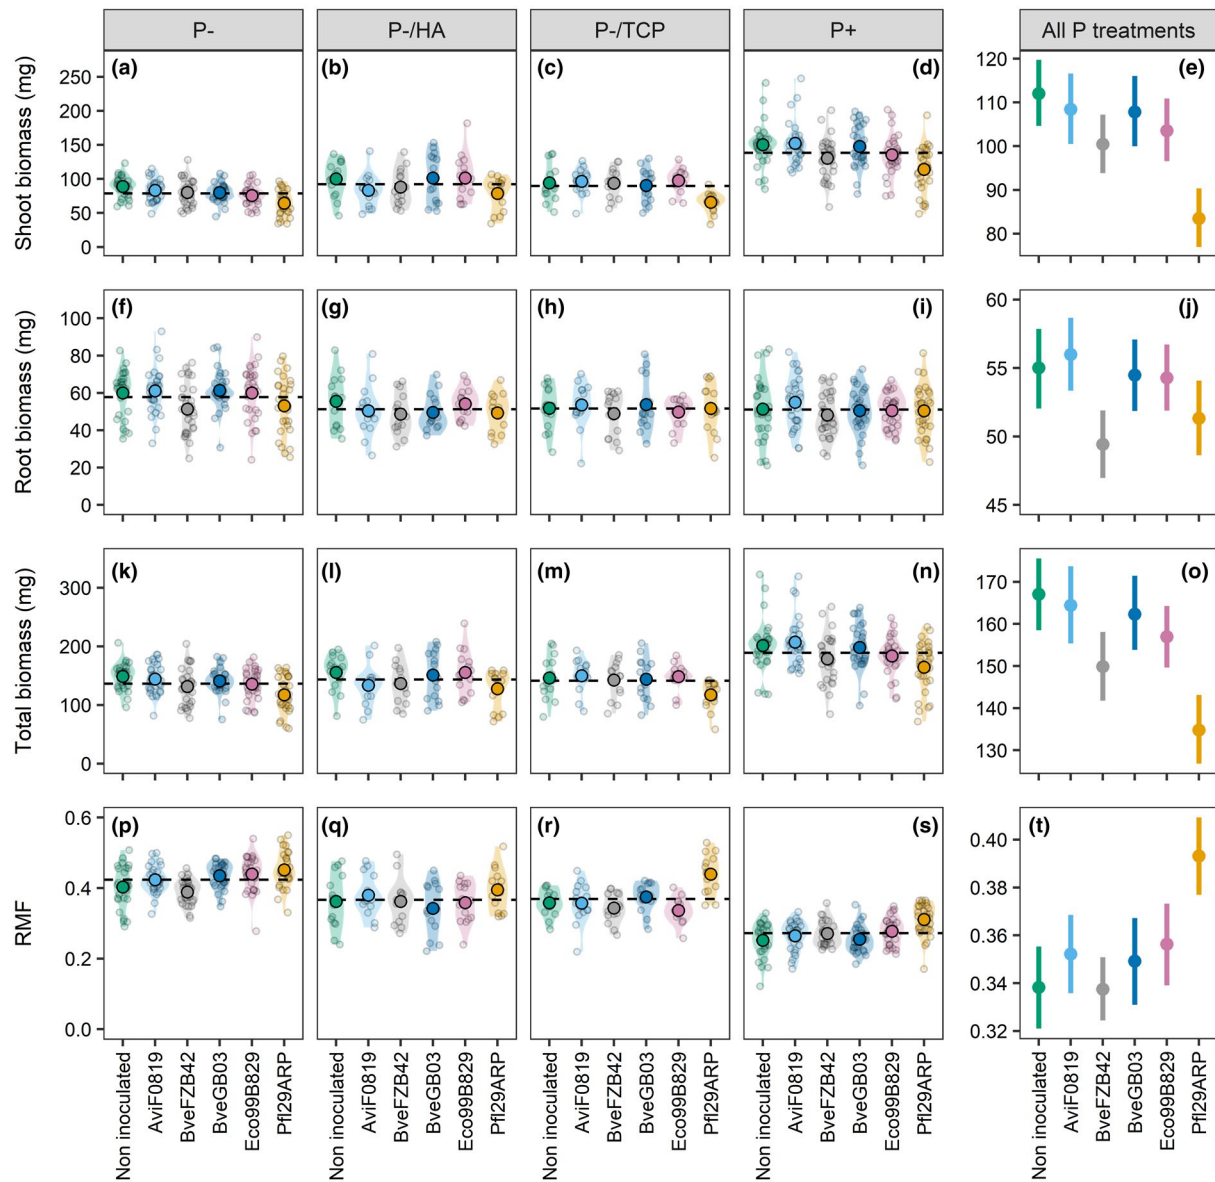 P-
P-/HA
P-/TCP
P+
All P treatments
Shoot biomass (mg)
250
200
150
100
50
0
(a)
(b)
(c)
(d)
120
110
100
90
80
(e)
Root biomass (mg)
100
80
60
40
20
0
(f)
(g)
(h)
(i)
60
55
50
45
(j)
Total biomass (mg)
300
200
100
0
(k)
(l)
(m)
(n)
170
160
150
140
130
(o)
RMF
0.6
0.4
0.2
0.0
(p)
(q)
(r)
(s)
0.40
0.38
0.36
0.34
0.32
(t)
Non inoculated
AviF0819
BveFZB42
BveGB03
Eco99B829
Pfl29ARP
Non inoculated
AviF0819
BveFZB42
BveGB03
Eco99B829
Pfl29ARP
Non inoculated
AviF0819
BveFZB42
BveGB03
Eco99B829
Pfl29ARP
Non inoculated
AviF0819
BveFZB42
BveGB03
Eco99B829
Pfl29ARP
Non inoculated
AviF0819
BveFZB42
BveGB03
Eco99B829
Pfl29ARP